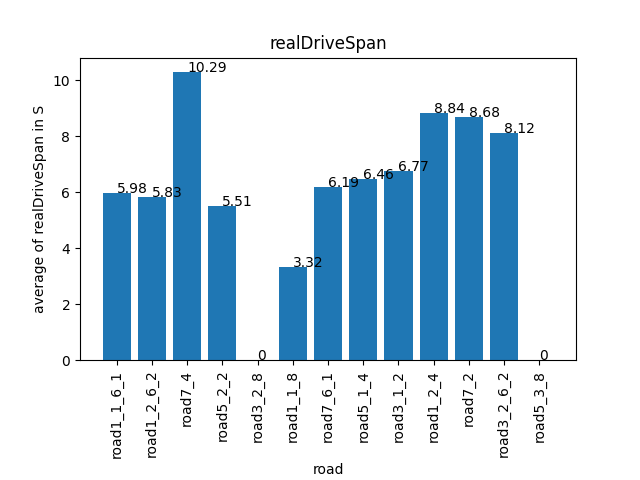 realDriveSpan
average of realDriveSpan in S
10
8
6
4
2
0
5.98
5.83
10.29
5.51
0
3.32
6.19
6.46
6.77
8.84
8.68
8.12
0
road1_1_6_1
road1_2_6_2
road7_4
road5_2_2
road3_2_8
road1_1_8
road7_6_1
road5_1_4
road3_1_2
road1_2_4
road7_2
road3_2_6_2
road5_3_8
road